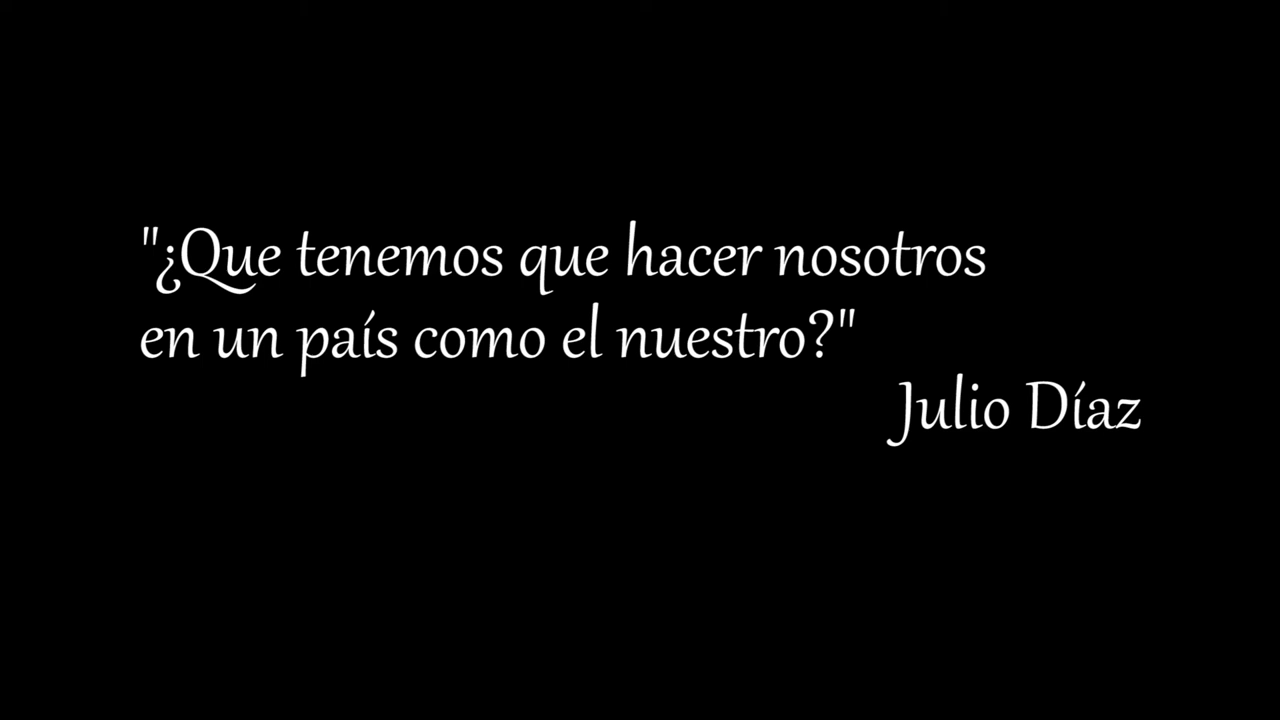 "¿Que tenemos que hacer nosotros
en un país como el nuestro?"
Julio Díaz